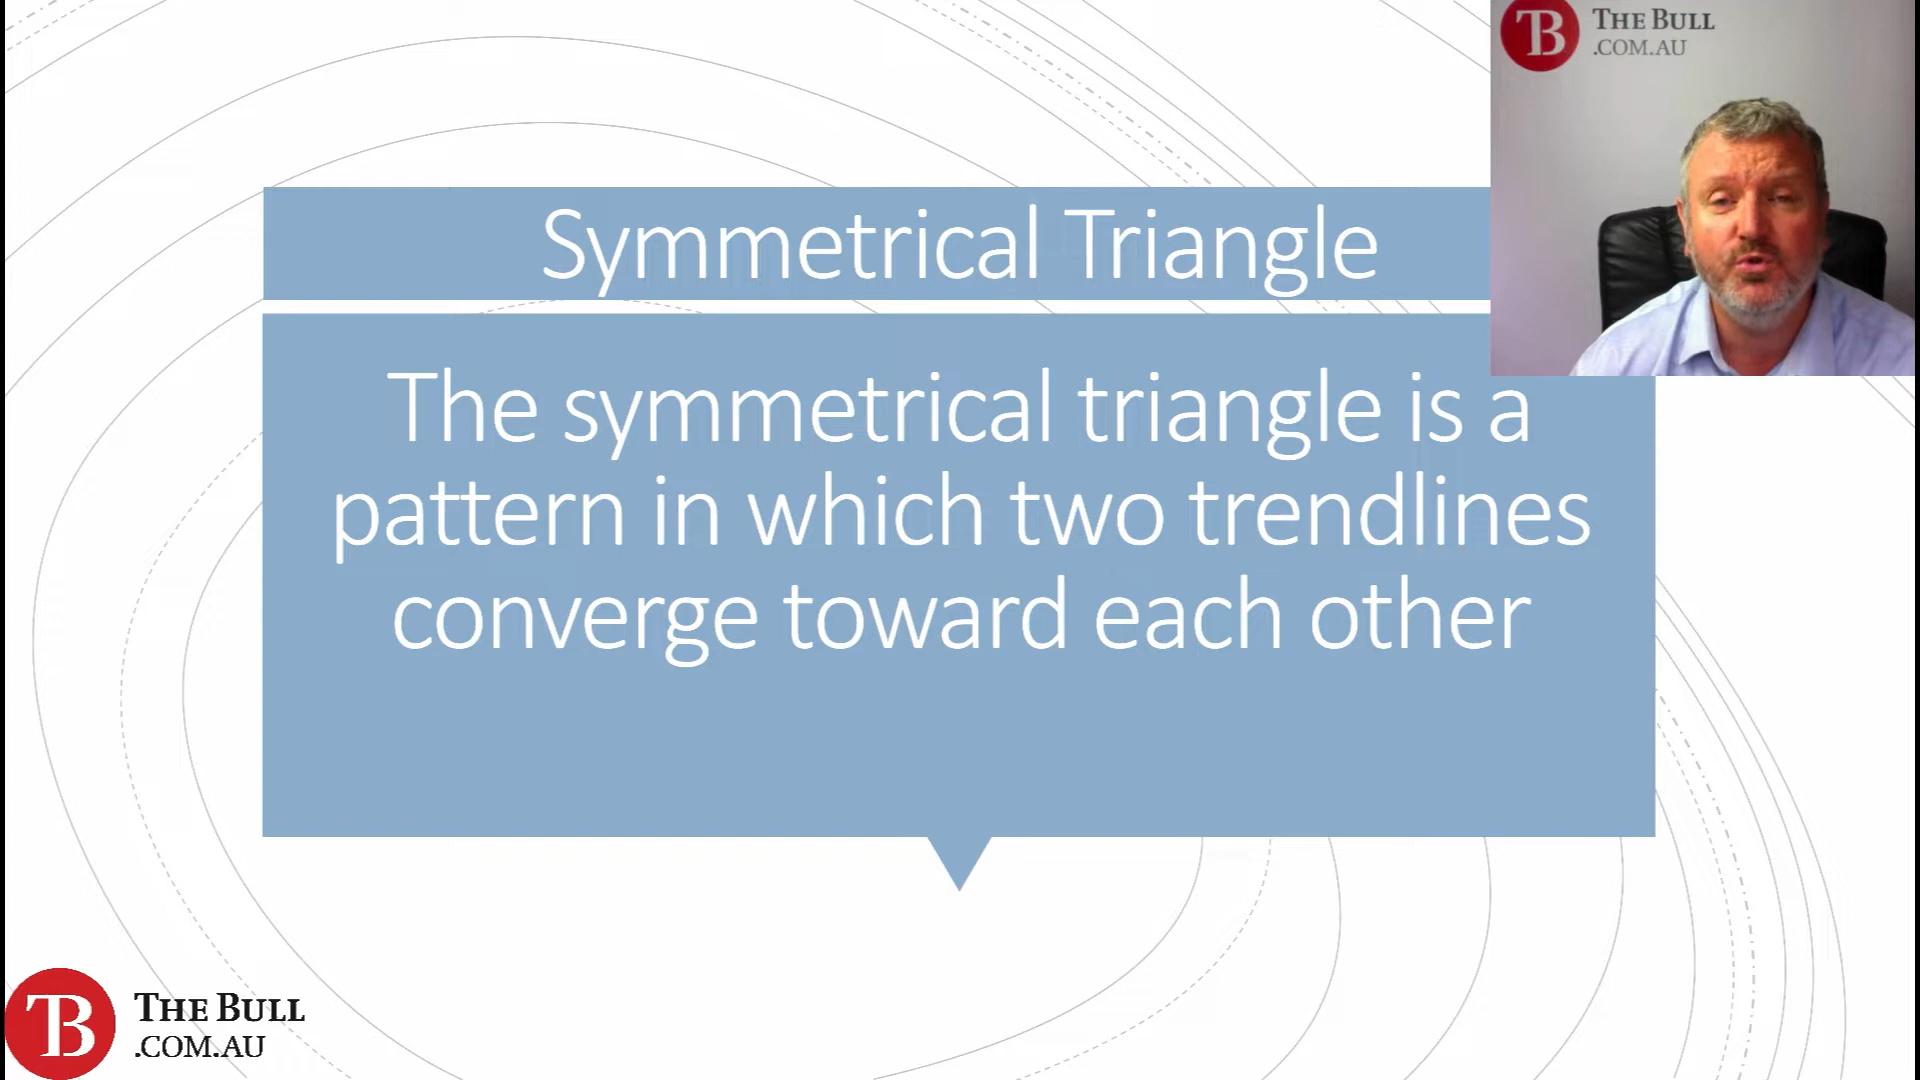 THE BULL
.COM.AU
Symmetrical Triangle
The symmetrical triangle is a
pattern in which two trendlines
converge toward each other
THE BULL
.COM.AU